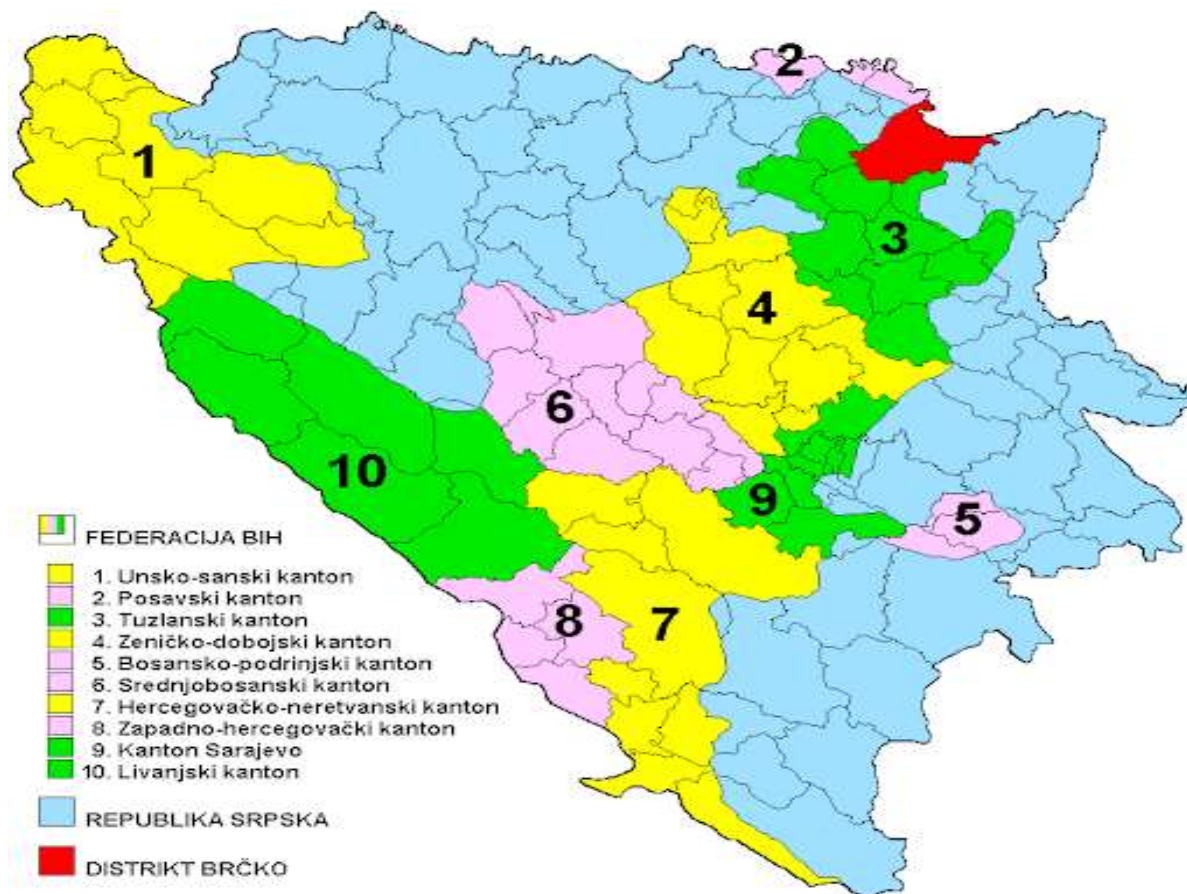 2
1
3
4
6
10
9
5
8
7
FEDERACIJA BIH
1. Unsko-sanski kanton
2. Posavski kanton
3. Tuzlanski kanton
4. Zeničko-dobojski kanton
5. Bosansko-podrinjski kanton
6. Srednjobosanski kanton
7. Hercegovačko-neretvanski kanton
8. Zapadno-hercegovački kanton
9. Kanton Sarajevo
10. Livanjski kanton
REPUBLIKA SRPSKA
DISTRIKT BRČKO